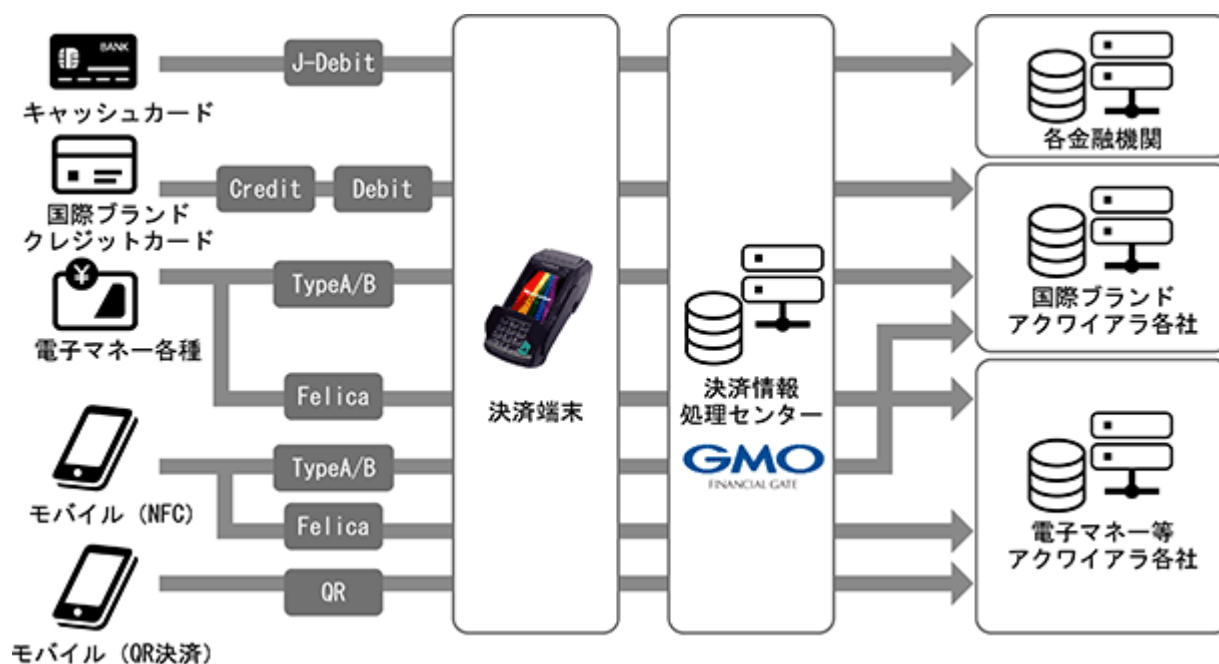 BANK
キャッシュカード
J-Debit
国際ブランド
クレジットカード
Credit
Debit
¥
電子マネー各種
TypeA/B
Felica
モバイル（NFC）
TypeA/B
Felica
モバイル（QR決済）
QR
決済端末
決済情報
処理センター
GMO
FINANCIAL GATE
各金融機関
国際ブランド
アクワイアラ各社
電子マネー等
アクワイアラ各社